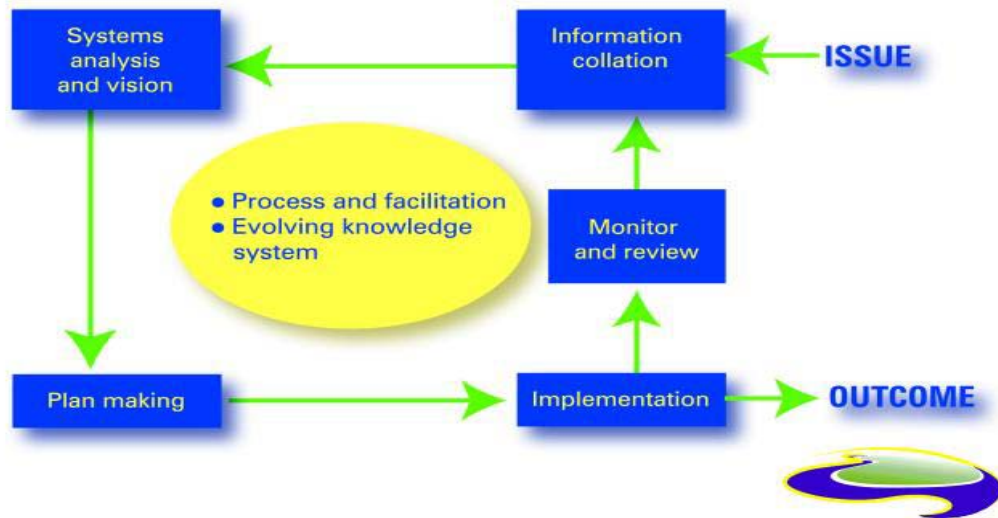 Systems
analysis
and vision
Information
collation
ISSUE
● Process and facilitation
● Evolving knowledge
system
Monitor
and review
Plan making
Implementation
OUTCOME